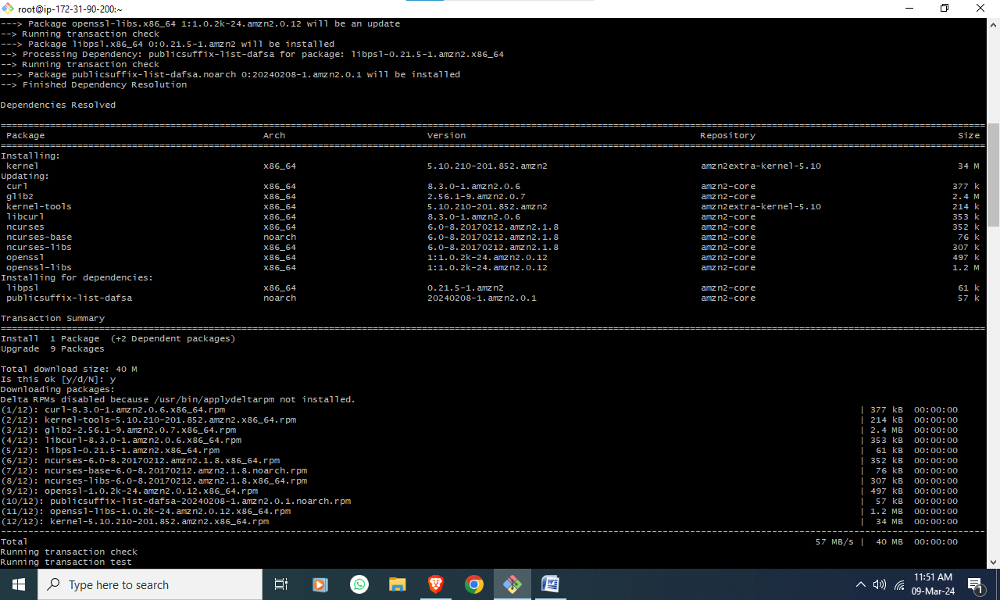 root@ip-172-31-90-200:~
---> Package openssl-libs.x86_64 1:1.0.2k-24.amzn2.0.12 will be an update
--> Running transaction check
---> Package libpsl.x86_64 0:0.21.5-1.amzn2 will be installed
--> Processing Dependency: publicsuffix-list-dafsa for package: libpsl-0.21.5-1.amzn2.x86_64
--> Running transaction check
---> Package publicsuffix-list-dafsa.noarch 0:20240208-1.amzn2.0.1 will be installed
--> Finished Dependency Resolution
Dependencies Resolved
Package Arch Version Repository Size
Installing:
kernel x86_64 5.10.210-201.852.amzn2 amzn2extra-kernel-5.10 34 M
Updating:
curl x86_64 8.3.0-1.amzn2.0.6 amzn2-core 377 k
glib2 x86_64 2.56.1-9.amzn2.0.7 amzn2-core 2.4 M
kernel-tools x86_64 5.10.210-201.852.amzn2 amzn2extra-kernel-5.10 214 k
libcurl x86_64 8.3.0-1.amzn2.0.6 amzn2-core 353 k
ncurses x86_64 6.0-8.20170212.amzn2.1.8 amzn2-core 352 k
ncurses-base noarch 6.0-8.20170212.amzn2.1.8 amzn2-core 76 k
ncurses-libs x86_64 6.0-8.20170212.amzn2.1.8 amzn2-core 307 k
openssl x86_64 1:1.0.2k-24.amzn2.0.12 amzn2-core 497 k
openssl-libs x86_64 1:1.0.2k-24.amzn2.0.12 amzn2-core 1.2 M
Installing for dependencies:
libpsl x86_64 0.21.5-1.amzn2 amzn2-core 61 k
publicsuffix-list-dafsa noarch 20240208-1.amzn2.0.1 amzn2-core 57 k
Transaction Summary
Install 1 Package (+2 Dependent packages)
Upgrade 9 Packages
Total download size: 40 M
Is this ok [y/d/N]: y
Downloading packages:
Delta RPMs disabled because /usr/bin/applydeltarpm not installed.
(1/12): curl-8.3.0-1.amzn2.0.6.x86_64.rpm | 377 kB 00:00:00
(2/12): kernel-tools-5.10.210-201.852.amzn2.x86_64.rpm | 214 kB 00:00:00
(3/12): glib2-2.56.1-9.amzn2.0.7.x86_64.rpm | 2.4 MB 00:00:00
(4/12): libcurl-8.3.0-1.amzn2.0.6.x86_64.rpm | 353 kB 00:00:00
(5/12): libpsl-0.21.5-1.amzn2.x86_64.rpm | 61 kB 00:00:00
(6/12): ncurses-6.0-8.20170212.amzn2.1.8.x86_64.rpm | 352 kB 00:00:00
(7/12): ncurses-base-6.0-8.20170212.amzn2.1.8.noarch.rpm | 76 kB 00:00:00
(8/12): ncurses-libs-6.0-8.20170212.amzn2.1.8.x86_64.rpm | 307 kB 00:00:00
(9/12): openssl-1.0.2k-24.amzn2.0.12.x86_64.rpm | 497 kB 00:00:00
(10/12): publicsuffix-list-dafsa-20240208-1.amzn2.0.1.noarch.rpm | 57 kB 00:00:00
(11/12): openssl-libs-1.0.2k-24.amzn2.0.12.x86_64.rpm | 1.2 MB 00:00:00
(12/12): kernel-5.10.210-201.852.amzn2.x86_64.rpm | 34 MB 00:00:00
Total 57 MB/s | 40 MB 00:00:00
Running transaction check
Running transaction test
Type here to search
11:51 AM
09-Mar-24
1